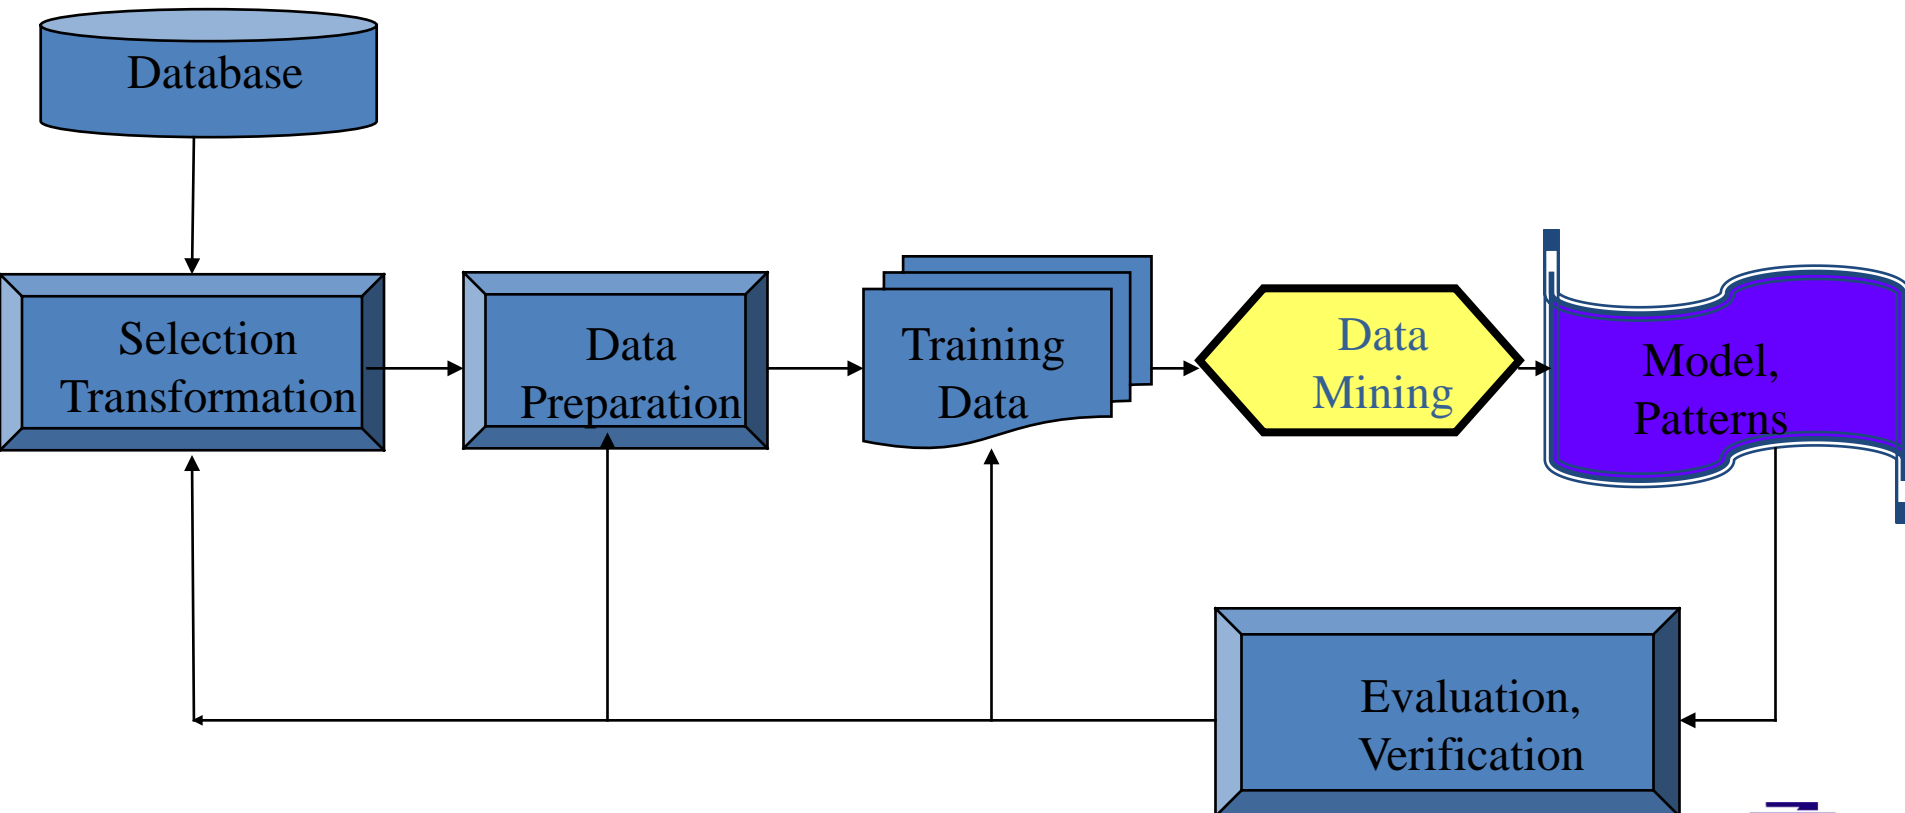 Database
Selection
Transformation
Data
Preparation
Training
Data
Data
Mining
Model,
Patterns
Evaluation,
Verification